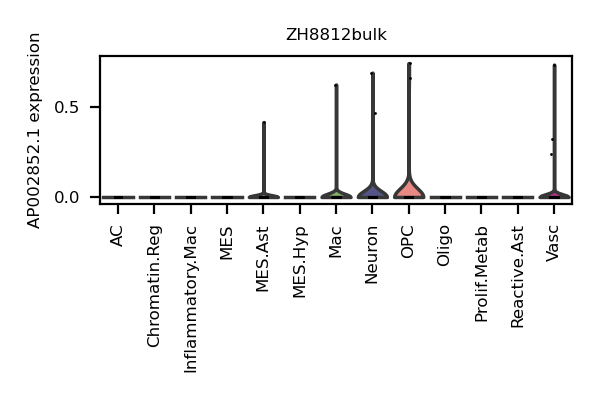 ZH8812bulk
AP002852.1 expression
0.5
0.0
AC
Chromatin.Reg
Inflammatory.Mac
MES
MES.Ast
MES.Hyp
Mac
Neuron
OPC
Oligo
Prolif.Metab
Reactive.Ast
Vasc